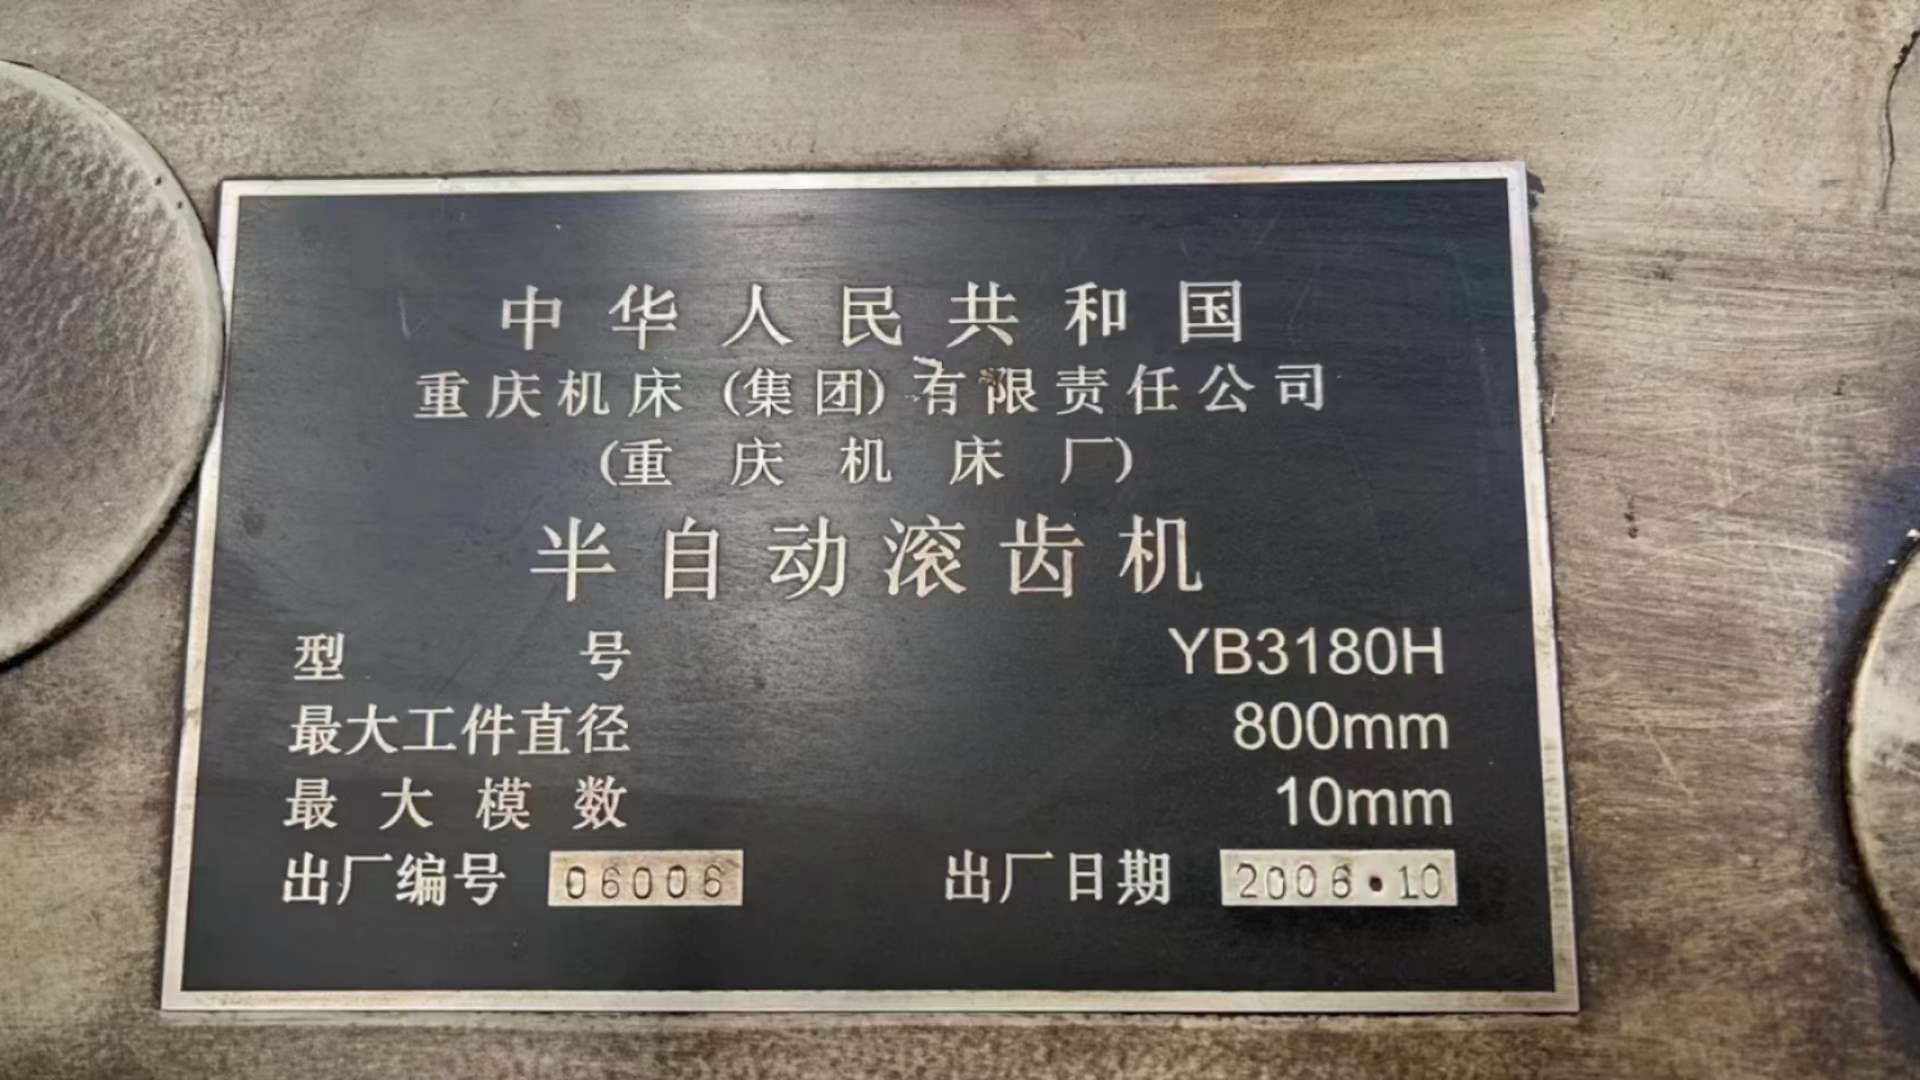 中华人民共和国
重庆机床(集团)有限责任公司
(重庆机床厂)
半自动滚齿机
型号 YB3180H
最大工件直径 800mm
最大模数 10mm
出厂编号 06006 出厂日期 2006·10